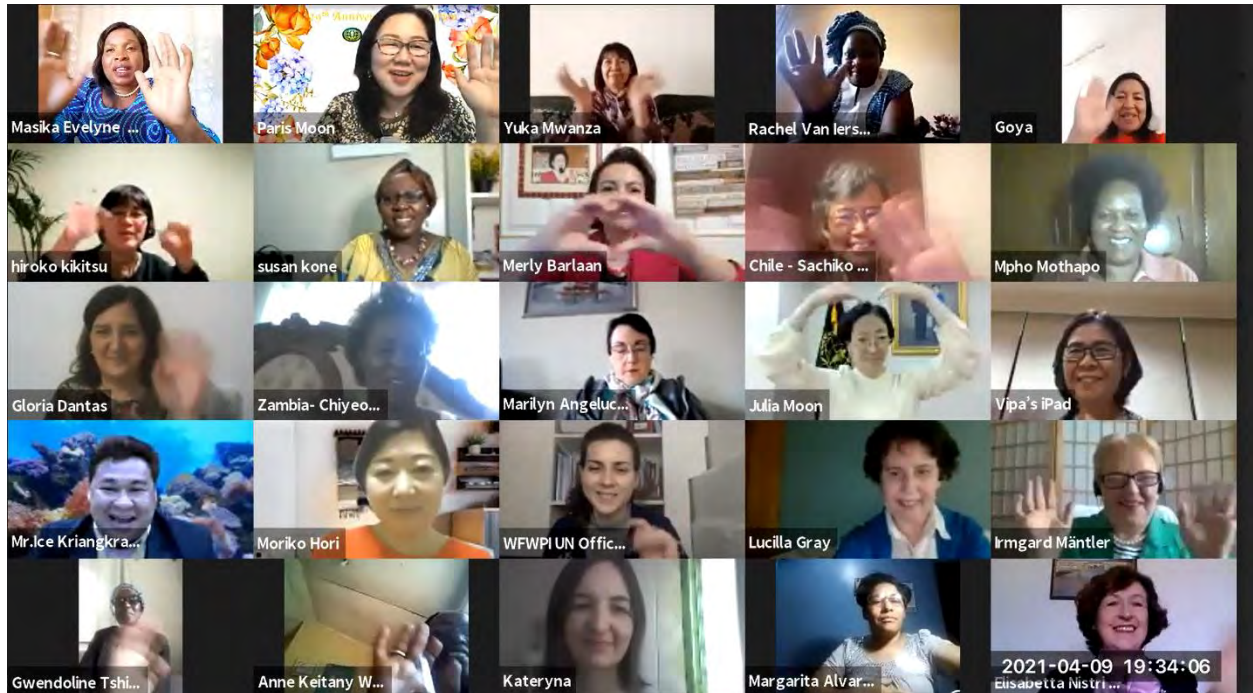 Anniver
Masika Evelyne ...
Paris Moon
Yuka Mwanza
Rachel Van Iers...
Goya
hiroko kikitsu
susan kone
Merly Barlaan
Chile - Sachiko ...
Mpho Mothapo
Gloria Dantas
Zambia- Chiyeo...
Marilyn Angeluc...
Julia Moon
Vipa's iPad
Mr.Ice Kriangkra...
Moriko Hori
WFWPI UN Offic...
Lucilla Gray
Irmgard Mäntler
Gwendoline Tshi...
Anne Keitany W...
Kateryna
Margarita Alvar...
2021-04-09 19:34:06
Elisabetta Nistri ...